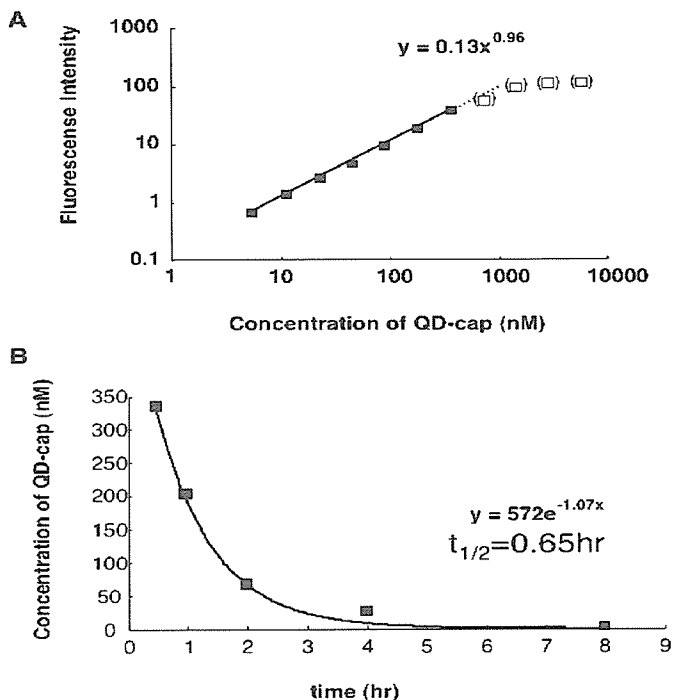 A
1000
100
10
1
0.1
Fluorescense Intensity
y = 0.13x^0.96
1 10 100 1000 10000
Concentration of QD-cap (nM)
B
350
300
250
200
150
100
50
0
Concentration of QD-cap (nM)
y = 572e^-1.07x
t1/2=0.65hr
0 1 2 3 4 5 6 7 8 9
time (hr)